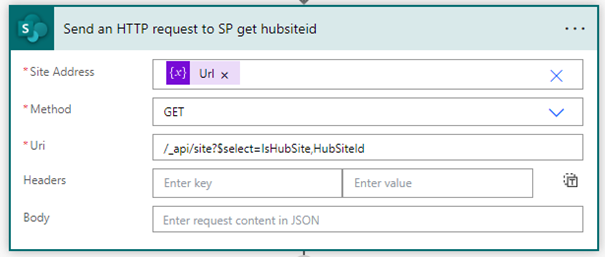 S Send an HTTP request to SP get hubsiteid ...
* Site Address {x} Url ×
* Method GET
* Uri /_api/site?$select=IsHubSite,HubSiteId
Headers Enter key Enter value T
Body Enter request content in JSON